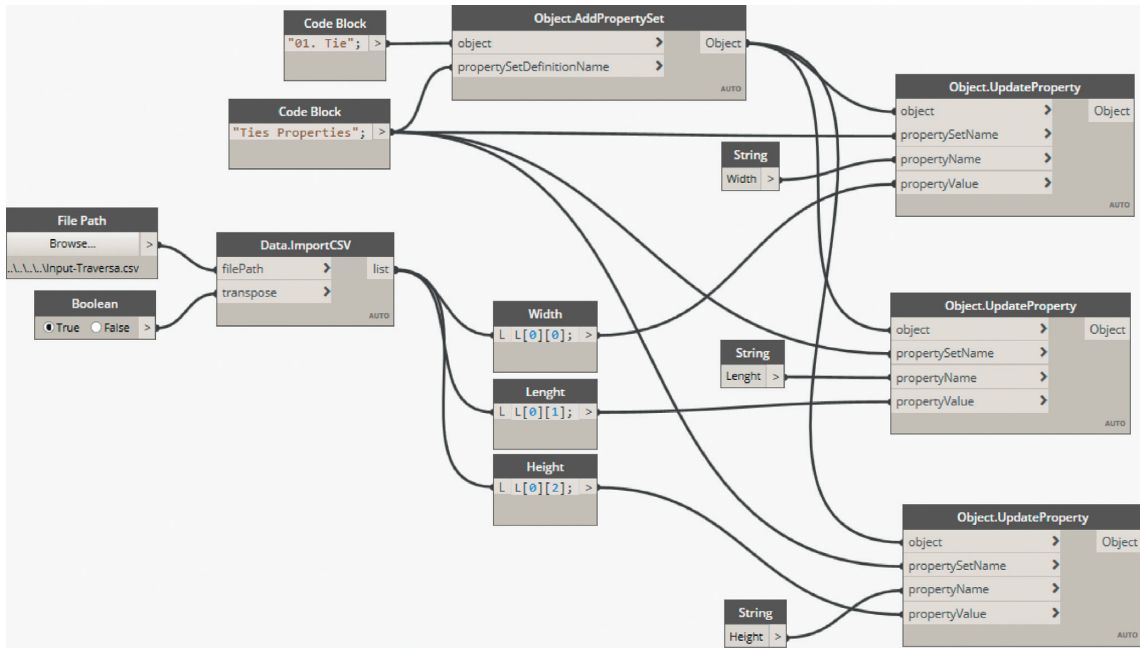 Code Block
"01. Tie"; >
Object.AddPropertySet
object > Object
propertySetDefinitionName >
AUTO
Code Block
"Ties Properties"; >
Object.UpdateProperty
object > Object
propertySetName >
propertyName >
propertyValue >
AUTO
String
Width >
File Path
Browse... >
..\..\..\..\Input-Traversa.csv
Data.ImportCSV
filePath > list
transpose >
AUTO
Boolean
True False >
Width
L L[0][0]; >
Lenght
L L[0][1]; >
Height
L L[0][2]; >
Object.UpdateProperty
object > Object
propertySetName >
propertyName >
propertyValue >
AUTO
String
Lenght >
Object.UpdateProperty
object > Object
propertySetName >
propertyName >
propertyValue >
AUTO
String
Height >